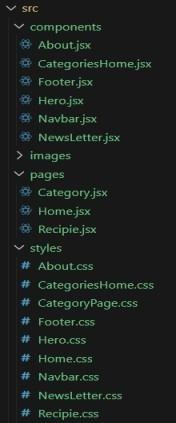 src
components
About.jsx
CategoriesHome.jsx
Footer.jsx
Hero.jsx
Navbar.jsx
NewsLetter.jsx
images
pages
Category.jsx
Home.jsx
Recipie.jsx
styles
# About.css
# CategoriesHome.css
# CategoryPage.css
# Footer.css
# Hero.css
# Home.css
# Navbar.css
# NewsLetter.css
# Recipie.css